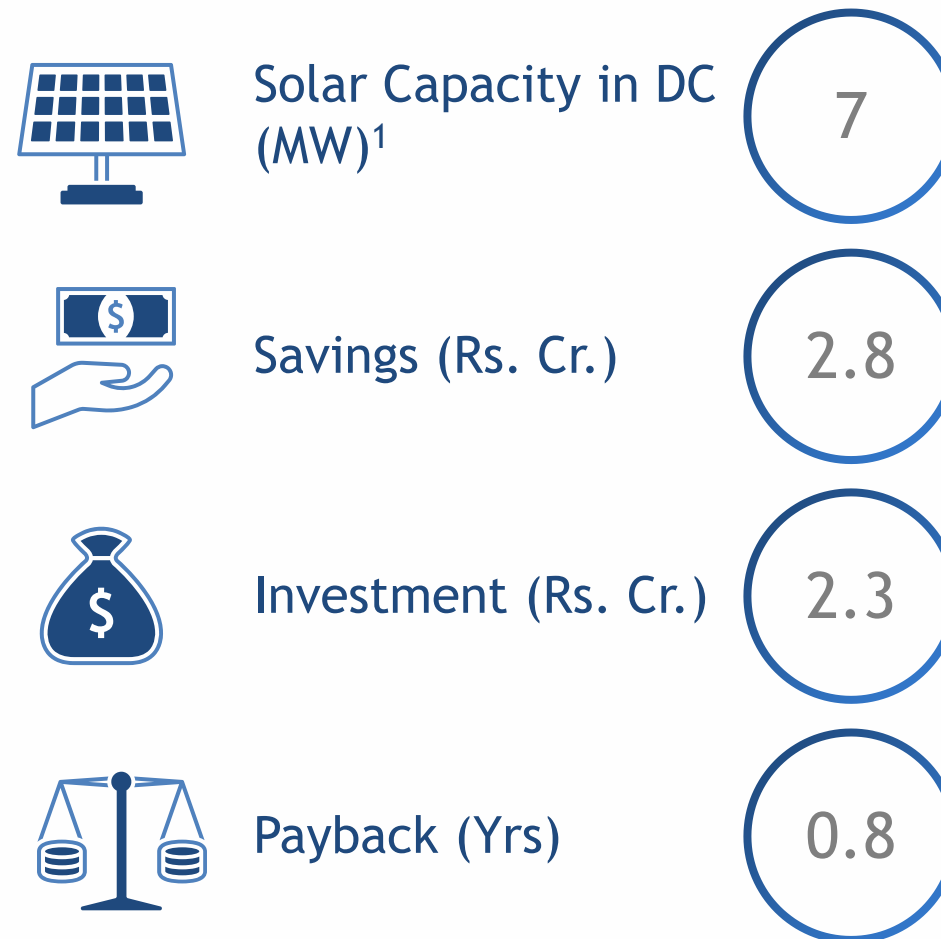 Solar Capacity in DC
(MW)¹
7
$
Savings (Rs. Cr.)
2.8
$
Investment (Rs. Cr.)
2.3
Payback (Yrs)
0.8